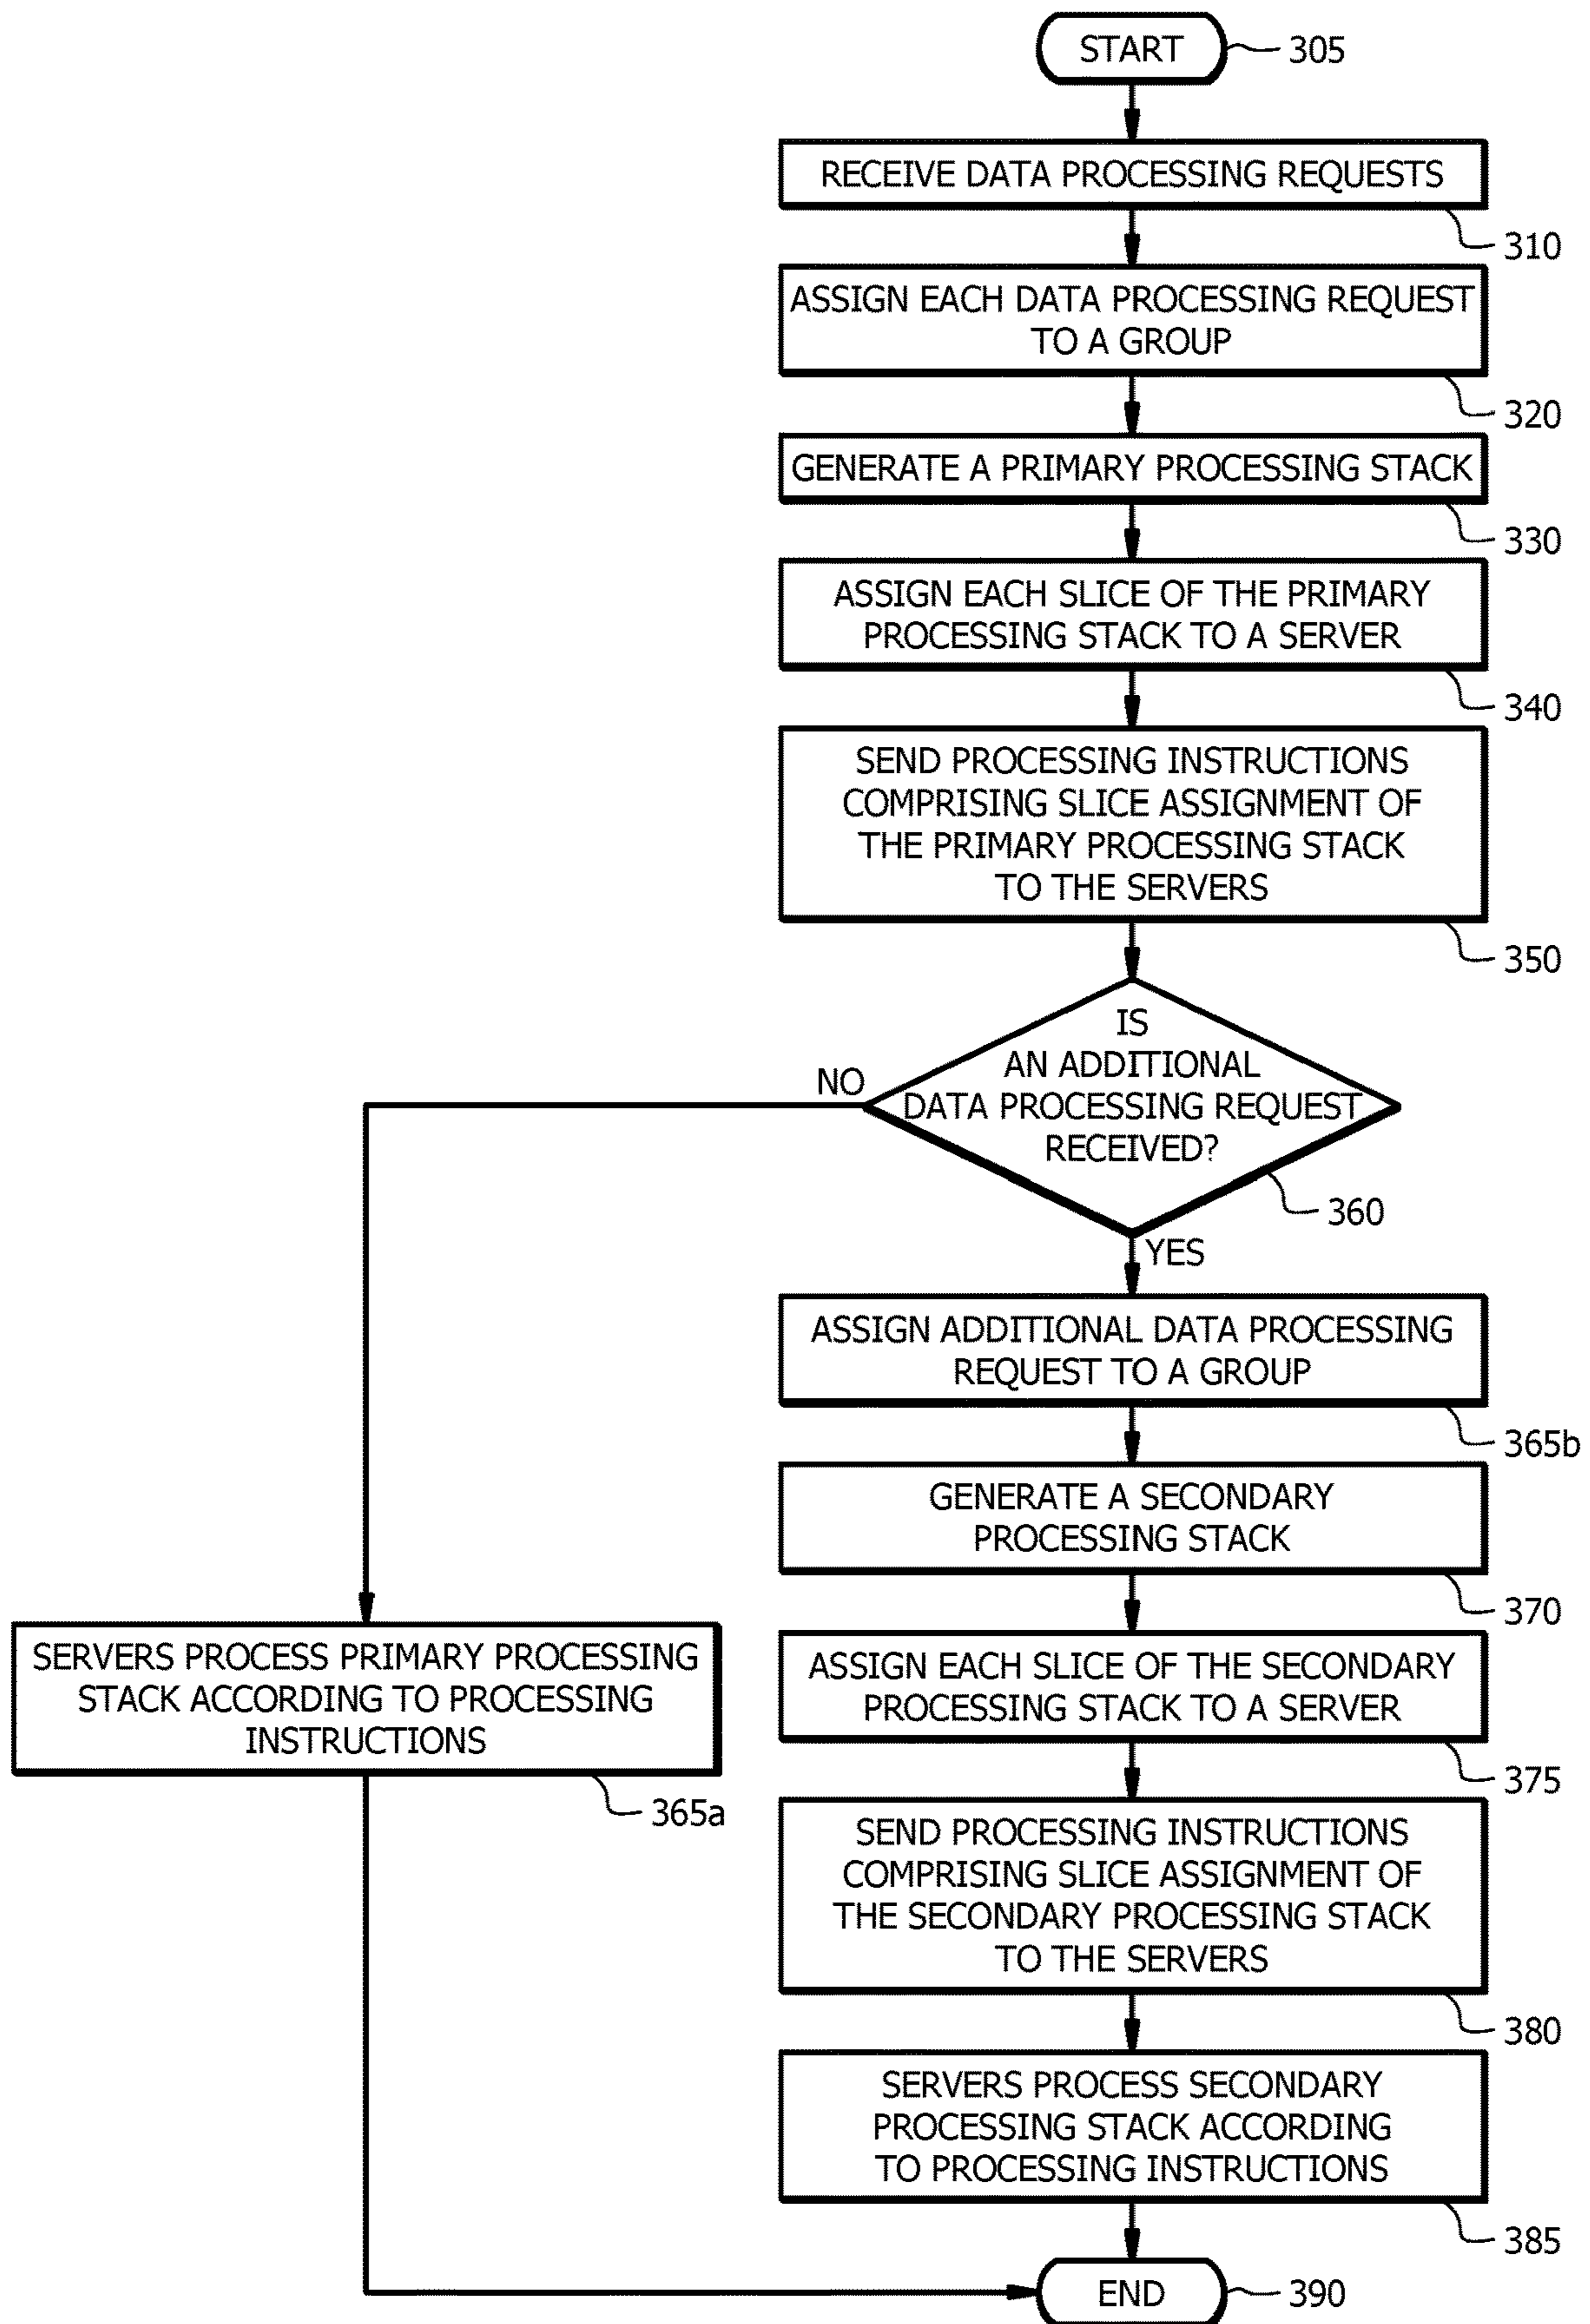 START
305
RECEIVE DATA PROCESSING REQUESTS
310
ASSIGN EACH DATA PROCESSING REQUEST
TO A GROUP
320
GENERATE A PRIMARY PROCESSING STACK
330
ASSIGN EACH SLICE OF THE PRIMARY
PROCESSING STACK TO A SERVER
340
SEND PROCESSING INSTRUCTIONS
COMPRISING SLICE ASSIGNMENT OF
THE PRIMARY PROCESSING STACK
TO THE SERVERS
350
IS
AN ADDITIONAL
DATA PROCESSING REQUEST
RECEIVED?
360
NO
YES
ASSIGN ADDITIONAL DATA PROCESSING
REQUEST TO A GROUP
365b
GENERATE A SECONDARY
PROCESSING STACK
370
SERVERS PROCESS PRIMARY PROCESSING
STACK ACCORDING TO PROCESSING
INSTRUCTIONS
365a
ASSIGN EACH SLICE OF THE SECONDARY
PROCESSING STACK TO A SERVER
375
SEND PROCESSING INSTRUCTIONS
COMPRISING SLICE ASSIGNMENT OF
THE SECONDARY PROCESSING STACK
TO THE SERVERS
380
SERVERS PROCESS SECONDARY
PROCESSING STACK ACCORDING
TO PROCESSING INSTRUCTIONS
385
END
390